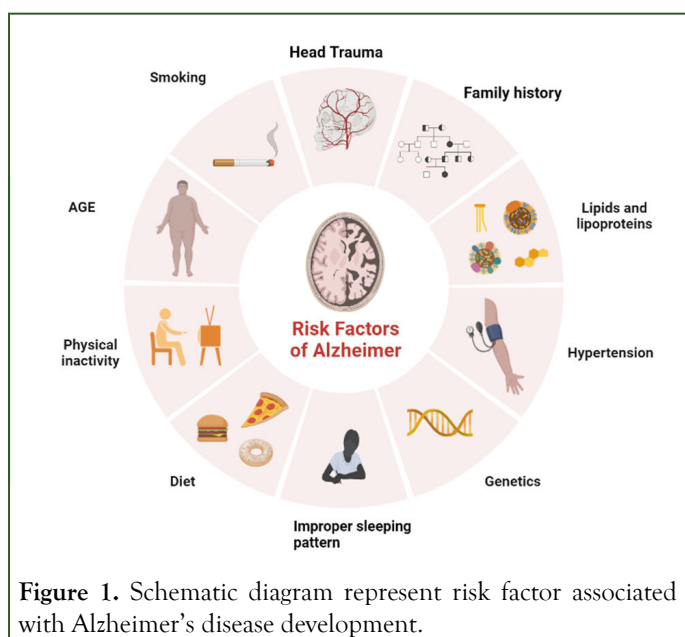 Head Trauma
Smoking
Family history
AGE
Lipids and
lipoproteins
Risk Factors
of Alzheimer
Physical
inactivity
Hypertension
Diet
Genetics
Improper sleeping
pattern
Figure 1. Schematic diagram represent risk factor associated
with Alzheimer’s disease development.